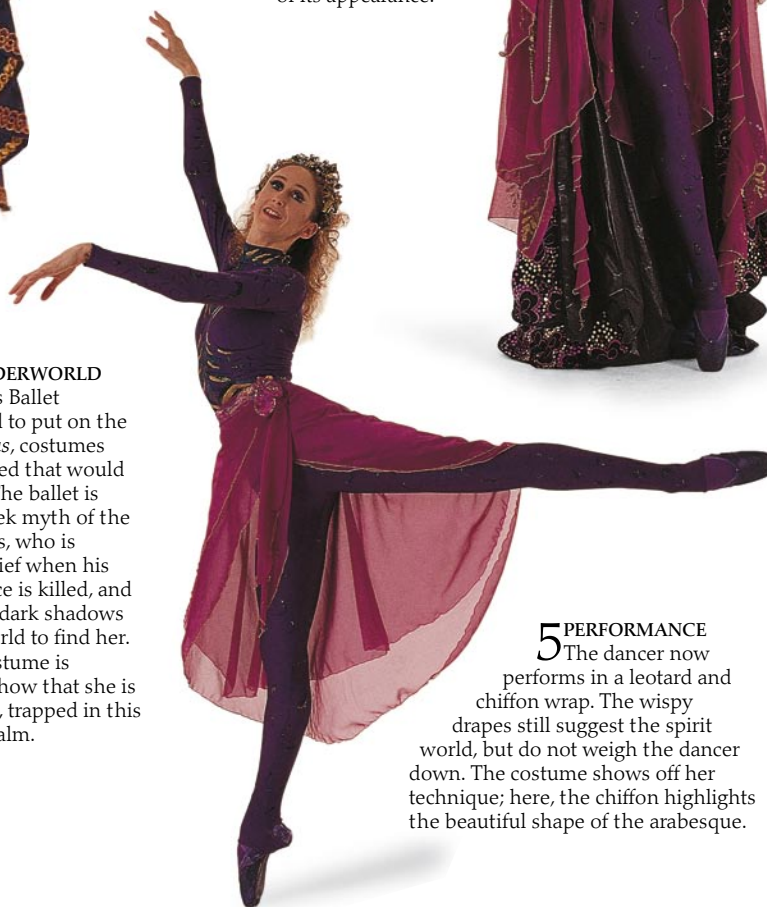 of its appearance.
DERWORLD
s Ballet
to put on the
costumes
ed that would
he ballet is
ek myth of the
s, who is
ief when his
ce is killed, and
dark shadows
rld to find her.
stume is
how that she is
, trapped in this
alm.
5 PERFORMANCE
The dancer now
performs in a leotard and
chiffon wrap. The wispy
drapes still suggest the spirit
world, but do not weigh the dancer
down. The costume shows off her
technique; here, the chiffon highlights
the beautiful shape of the arabesque.